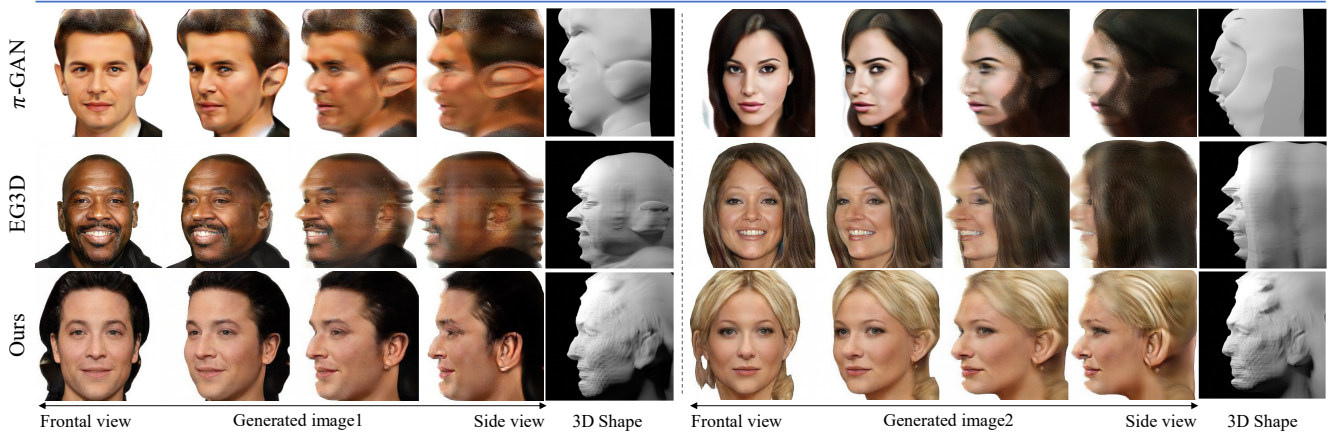 π-GAN
EG3D
Ours
Frontal view Generated image1 Side view 3D Shape Frontal view Generated image2 Side view 3D Shape